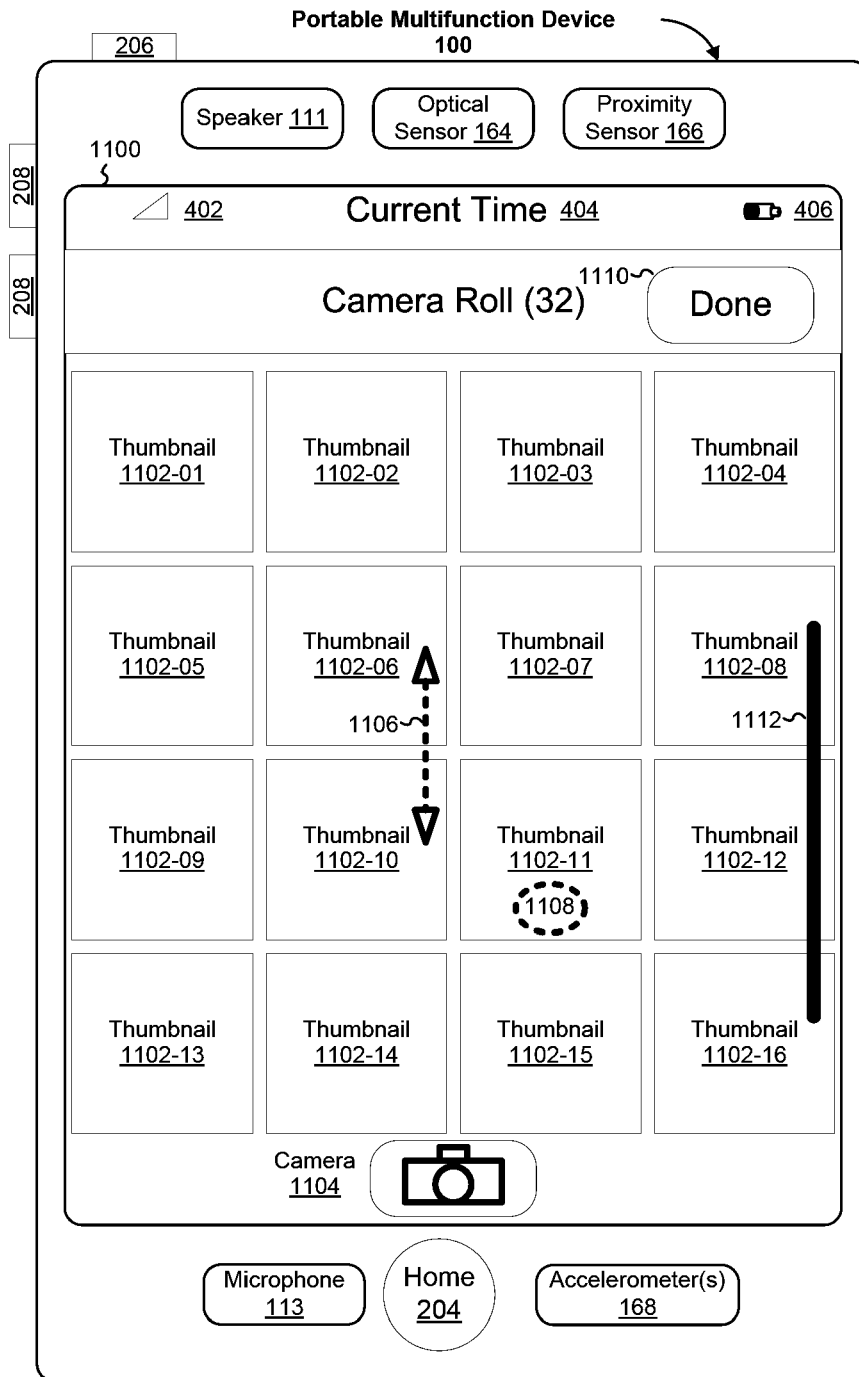 Portable Multifunction Device
100
206
Speaker 111
Optical
Sensor 164
Proximity
Sensor 166
1100
208
208
402
Current Time 404
406
Camera Roll (32)
1110
Done
Thumbnail
1102-01
Thumbnail
1102-02
Thumbnail
1102-03
Thumbnail
1102-04
Thumbnail
1102-05
Thumbnail
1102-06
Thumbnail
1102-07
Thumbnail
1102-08
1106
1112
Thumbnail
1102-09
Thumbnail
1102-10
Thumbnail
1102-11
Thumbnail
1102-12
1108
Thumbnail
1102-13
Thumbnail
1102-14
Thumbnail
1102-15
Thumbnail
1102-16
Camera
1104
Microphone
113
Home
204
Accelerometer(s)
168